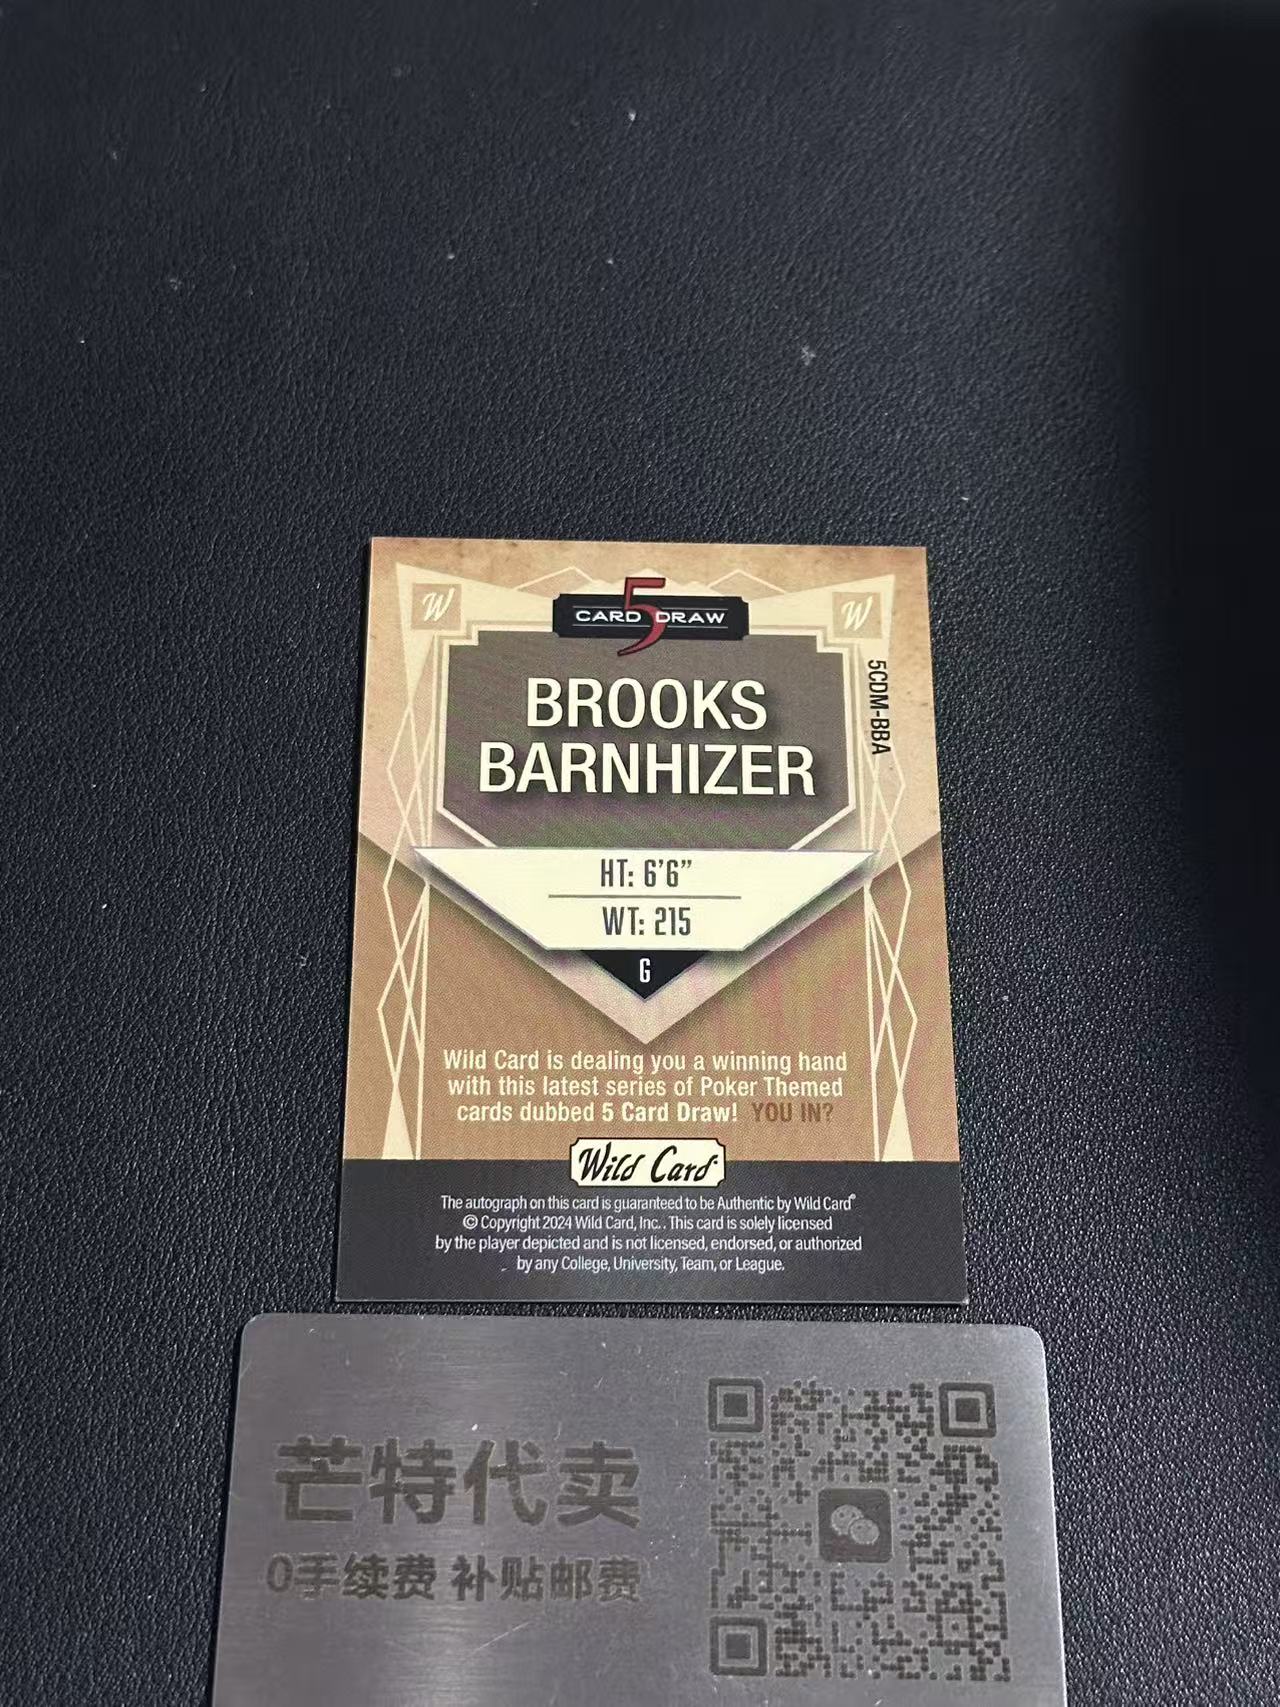 W
5
CARD DRAW
W
5CDM-BBA
BROOKS
BARNHIZER
HT: 6'6"
WT: 215
G
Wild Card is dealing you a winning hand
with this latest series of Poker Themed
cards dubbed 5 Card Draw! YOU IN?
Wild Card
The autograph on this card is guaranteed to be Authentic by Wild Card®
© Copyright 2024 Wild Card, Inc.. This card is solely licensed
by the player depicted and is not licensed, endorsed, or authorized
by any College, University, Team, or League.
芒特代卖
0手续费 补贴邮费